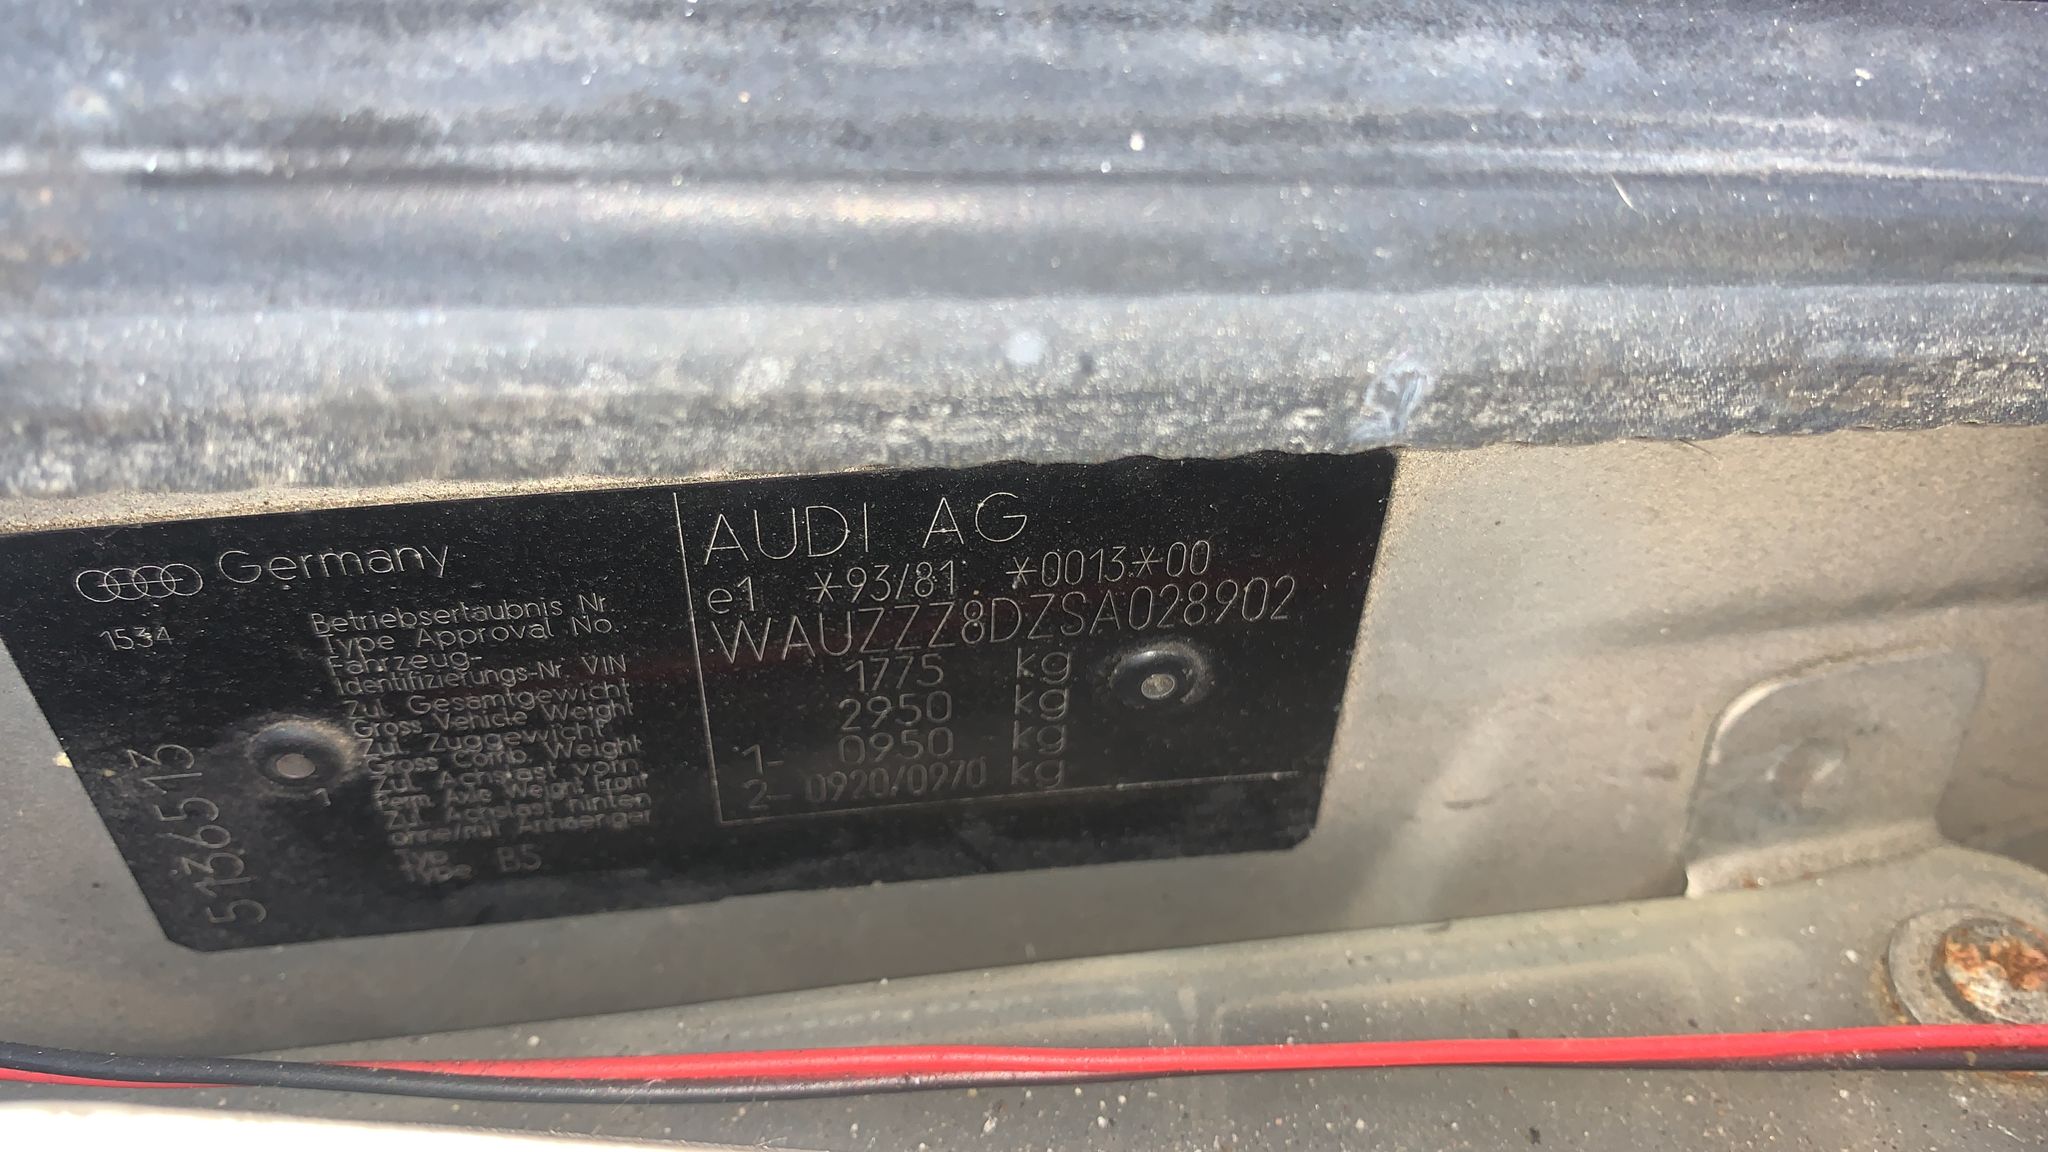 Germany
1534
Betriebserlaubnis Nr
Type Approval No.
Fahrzeug-
Identifizierungs-Nr VIN
Zul Gesamtgewicht
Gross Vehicle Weight
Zul Zuggewicht
Gross Comb. Weight
Zul Achslast vorn
Perm Axle Weight Front
Zul Achslast hinten
ohne/mit Anhaenger
Typ
Type B5
5136513
AUDI AG
e1 *93/81 *0013*00
WAUZZZ8DZSA028902
1775 kg
2950 kg
1- 0950 kg
2- 0920/0970 kg